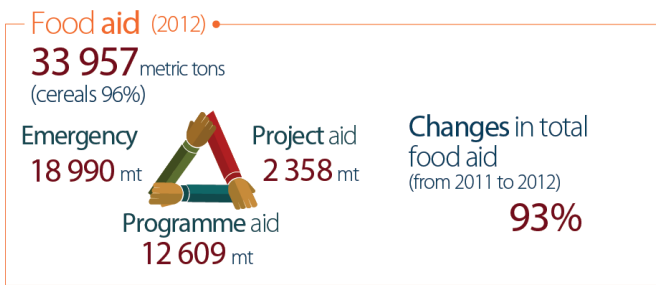 Food aid (2012)
33 957 metric tons
(cereals 96%)
Emergency
18 990 mt
Project aid
2 358 mt
Programme aid
12 609 mt
Changes in total
food aid
(from 2011 to 2012)
93%